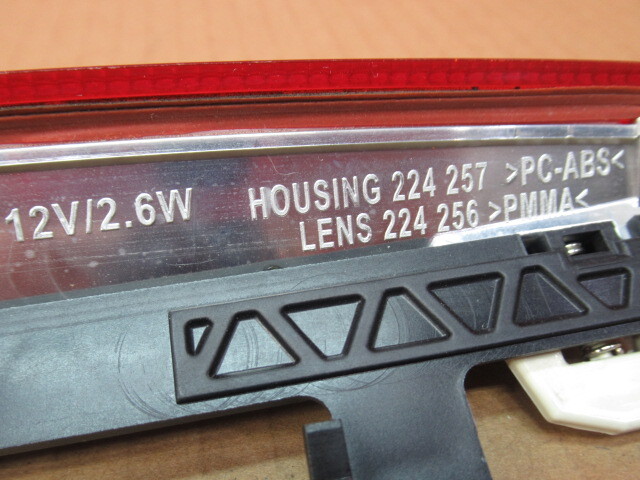 12V/2.6W
HOUSING 224 257 >PC-ABS<
LENS 224 256 >PMMA<